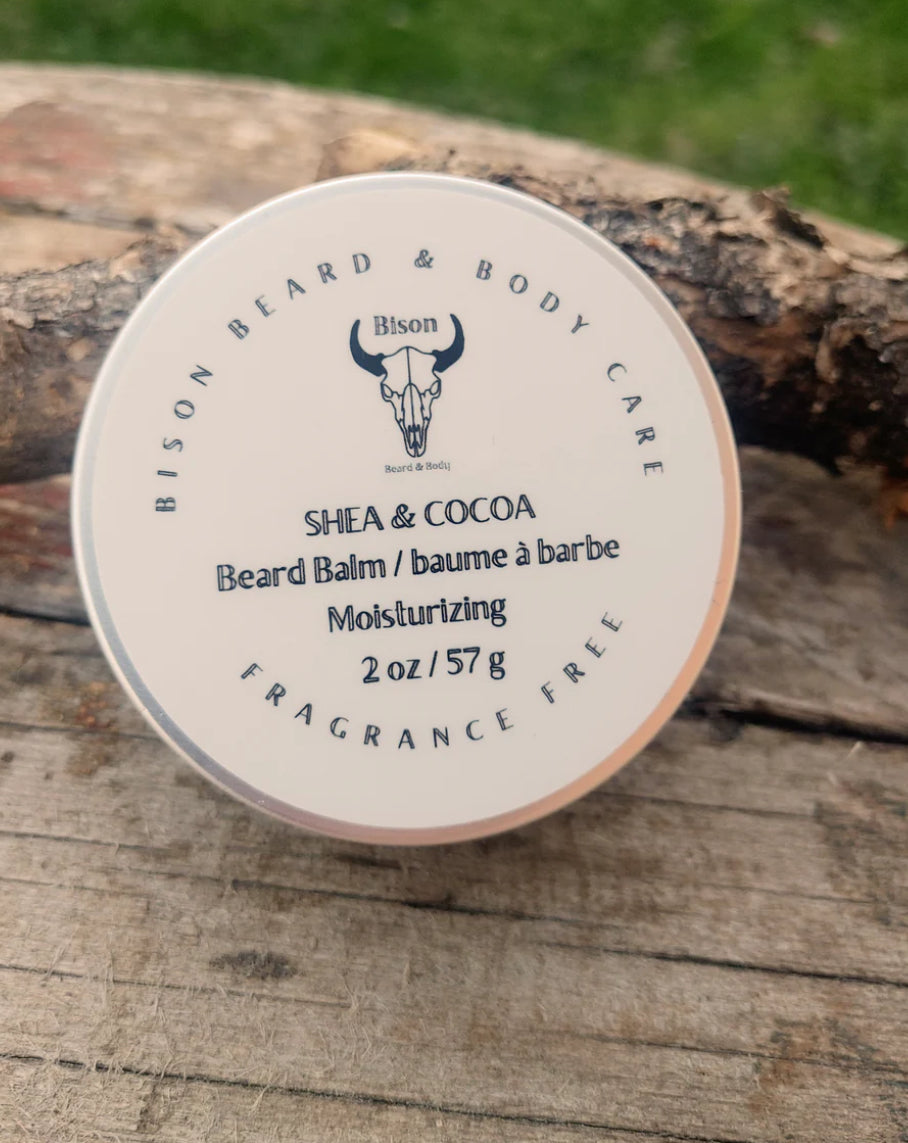 BISON BEARD & BODY CARE
Bison
Beard & Body
SHEA & COCOA
Beard Balm / baume à barbe
Moisturizing
2 oz / 57 g
FRAGRANCE FREE